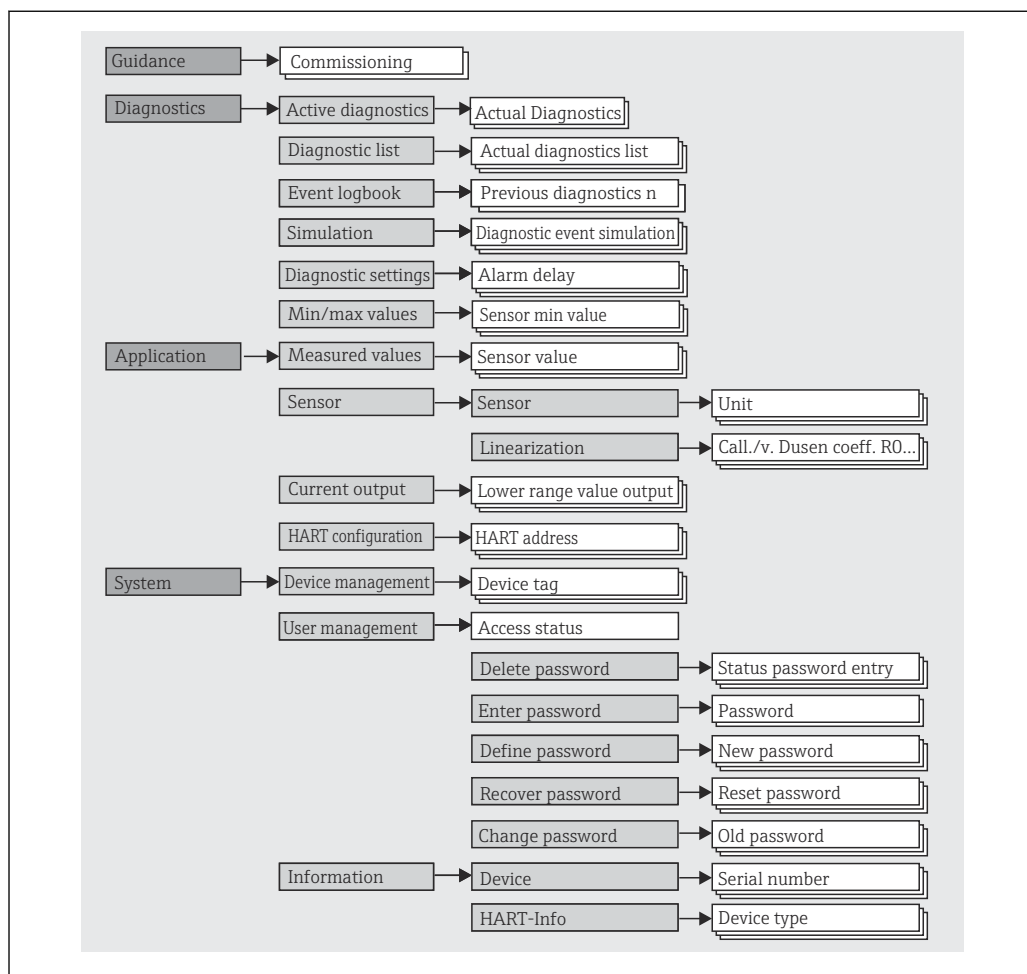 Guidance
Commissioning
Diagnostics
Active diagnostics
Actual Diagnostics
Diagnostic list
Actual diagnostics list
Event logbook
Previous diagnostics n
Simulation
Diagnostic event simulation
Diagnostic settings
Alarm delay
Min/max values
Sensor min value
Application
Measured values
Sensor value
Sensor
Sensor
Unit
Linearization
Call./v. Dusen coeff. R0...
Current output
Lower range value output
HART configuration
HART address
System
Device management
Device tag
User management
Access status
Delete password
Status password entry
Enter password
Password
Define password
New password
Recover password
Reset password
Change password
Old password
Information
Device
Serial number
HART-Info
Device type